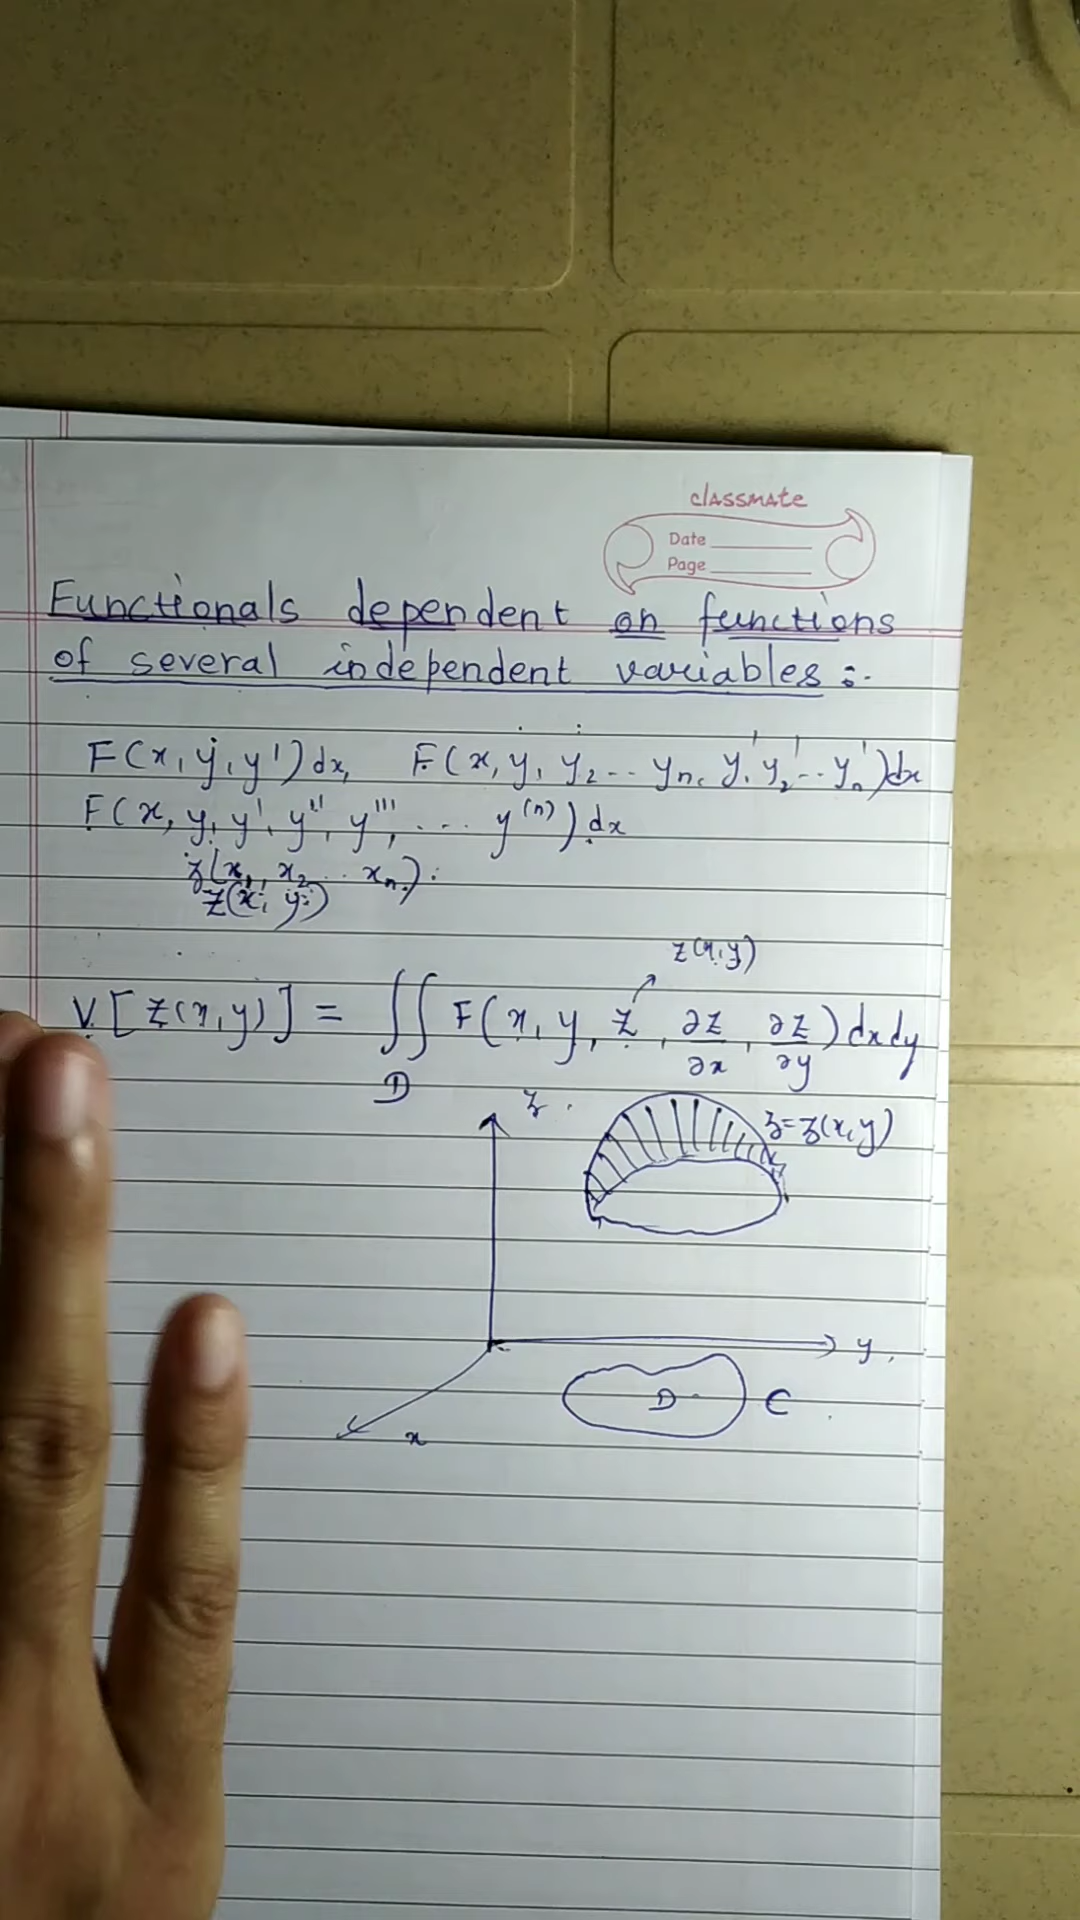 classmate
Date
Page
Functionals dependent on functions
of several independent variables :-
F(x, y, y')dx, F(x, y, y₂ .. yₙ, y', y₂' .. yₙ')dx
F(x, y, y', y'', y''', .... y⁽ⁿ⁾)dx
z(x₁, x₂ .. xₙ).
z(x, y)
z(x,y)
V[z(x,y)] = ∬ F(x, y, z, ∂z/∂x, ∂z/∂y) dx dy
D
z
z=z(x,y)
y
D C
x